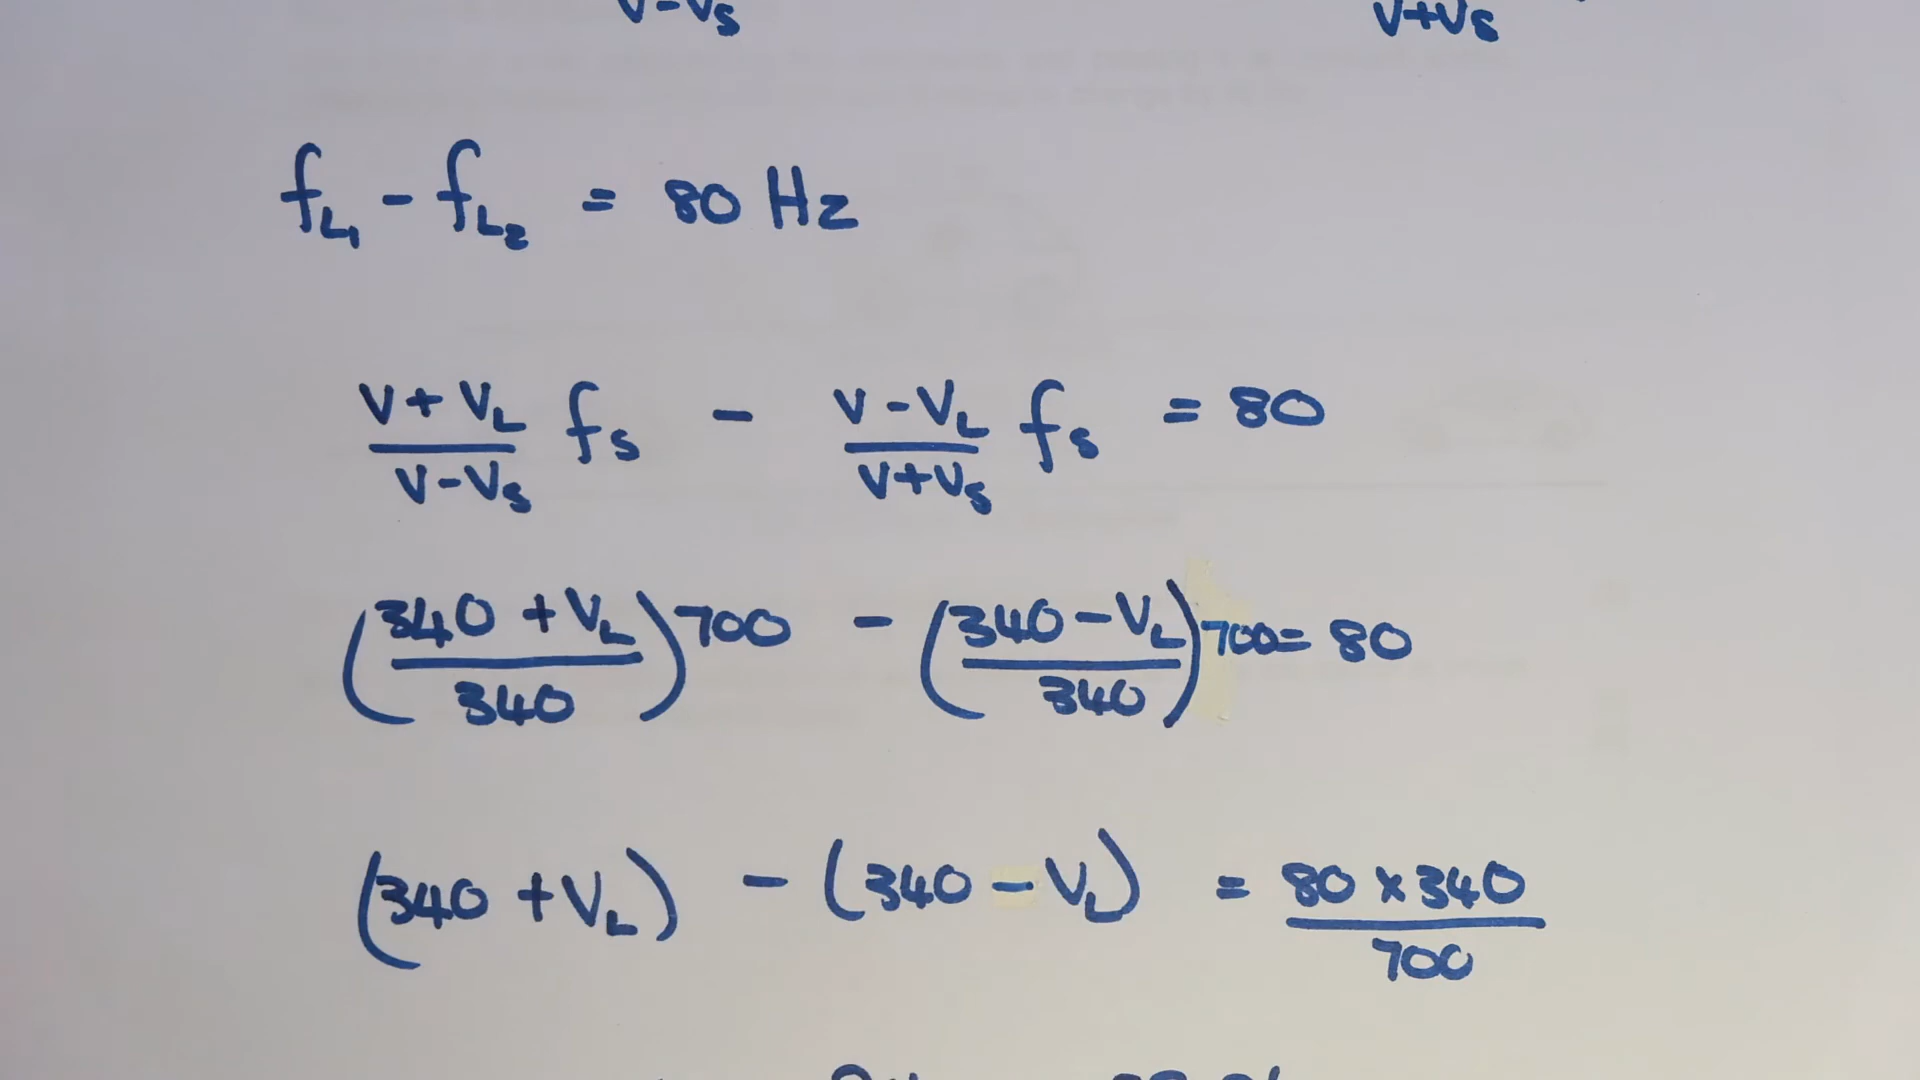 V-Vs V+Vs
fL1 - fL2 = 80 Hz
V+VL/V-Vs fs - V-VL/V+Vs fs = 80
(340+VL/340)700 - (340-VL/340)700 = 80
(340+VL) - (340-VL) = 80 x 340/700